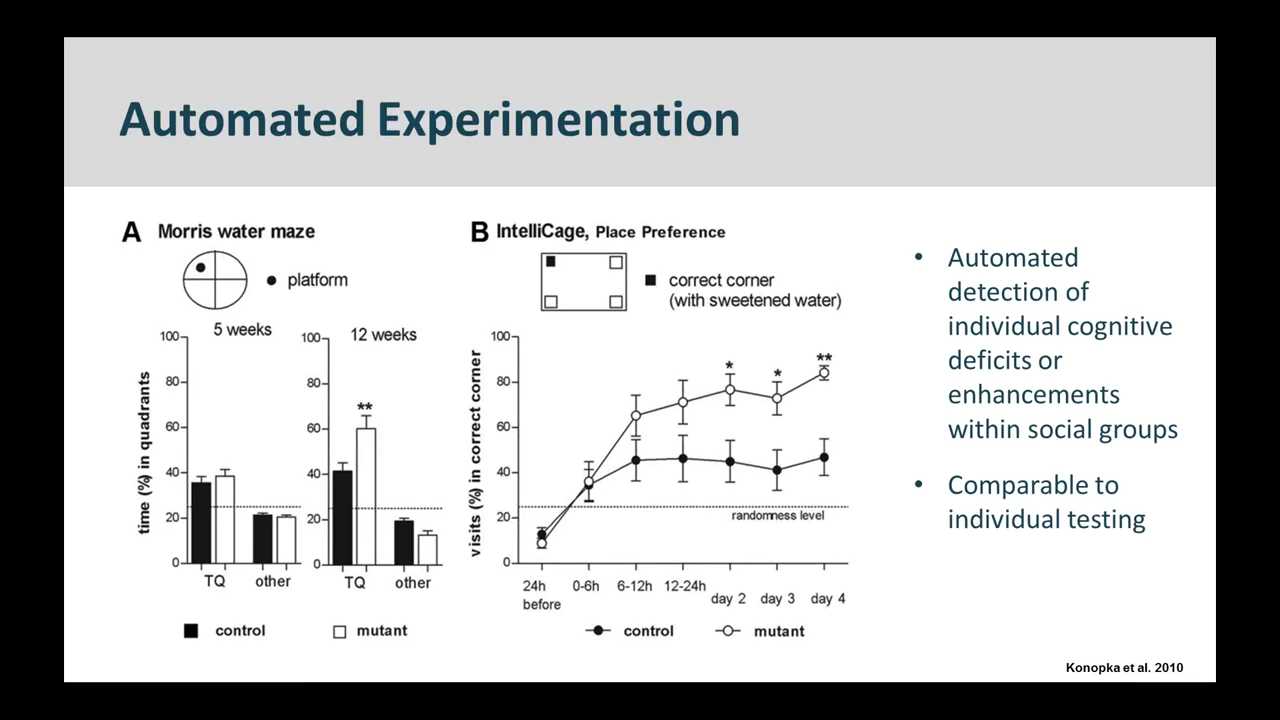 Automated Experimentation
A Morris water maze
platform
5 weeks
12 weeks
time (%) in quadrants
100
80
60
40
20
0
TQ
other
100
80
60
40
20
0
**
TQ
other
control
mutant
B IntelliCage, Place Preference
correct corner
(with sweetened water)
visits (%) in correct corner
100
80
60
40
20
0
*
*
**
randomness level
24h
before
0-6h
6-12h
12-24h
day 2
day 3
day 4
control
mutant
• Automated
detection of
individual cognitive
deficits or
enhancements
within social groups
• Comparable to
individual testing
Konopka et al. 2010